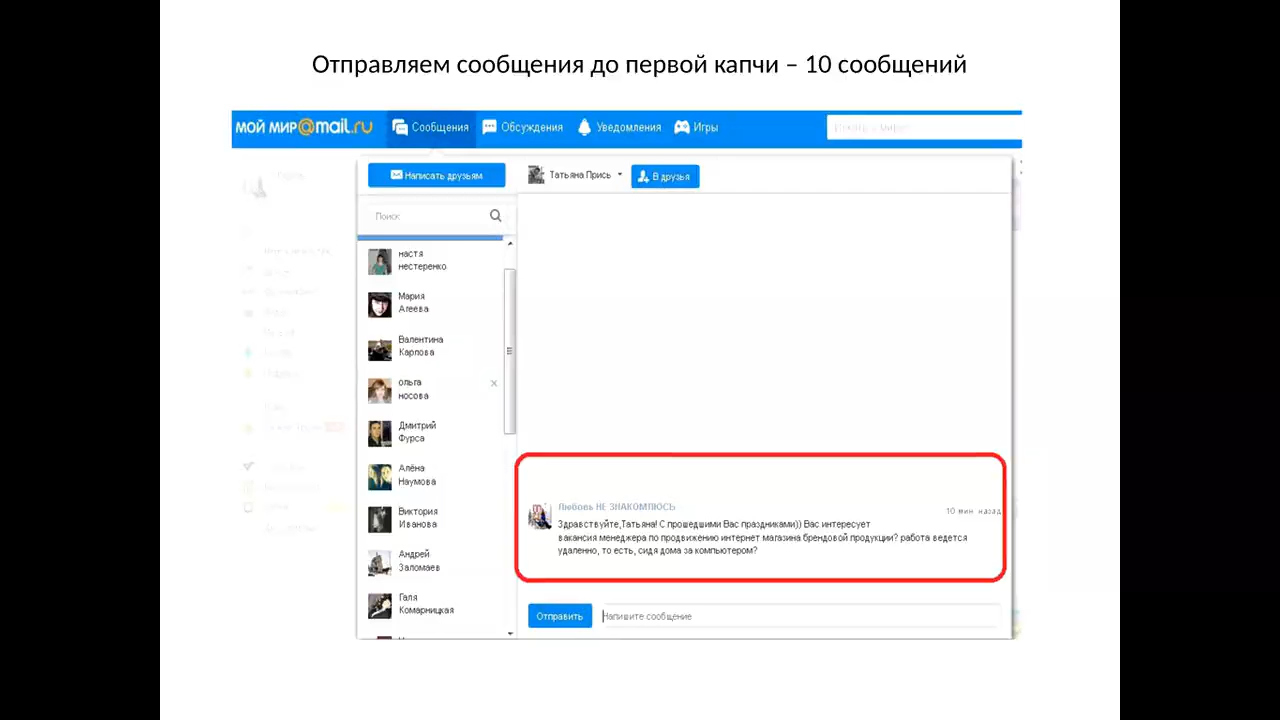 Отправляем сообщения до первой капчи – 10 сообщений
МОЙ МИР@mail.ru
Сообщения
Обсуждения
Уведомления
Игры
Написать друзьям
Татьяна Прись
В друзья
Поиск
настя
нестеренко
Мария
Агеева
Валентина
Карпова
ольга
носова
Дмитрий
Фурса
Алёна
Наумова
Виктория
Иванова
Андрей
Заломаев
Галя
Комарницкая
Любовь НЕ ЗНАКОМЛЮСЬ
10 мин назад
Здравствуйте,Татьяна! С прошедшими Вас праздниками)) Вас интересует
вакансия менеджера по продвижению интернет магазина брендовой продукции? работа ведется
удаленно, то есть, сидя дома за компьютером?
Отправить
Напишите сообщение